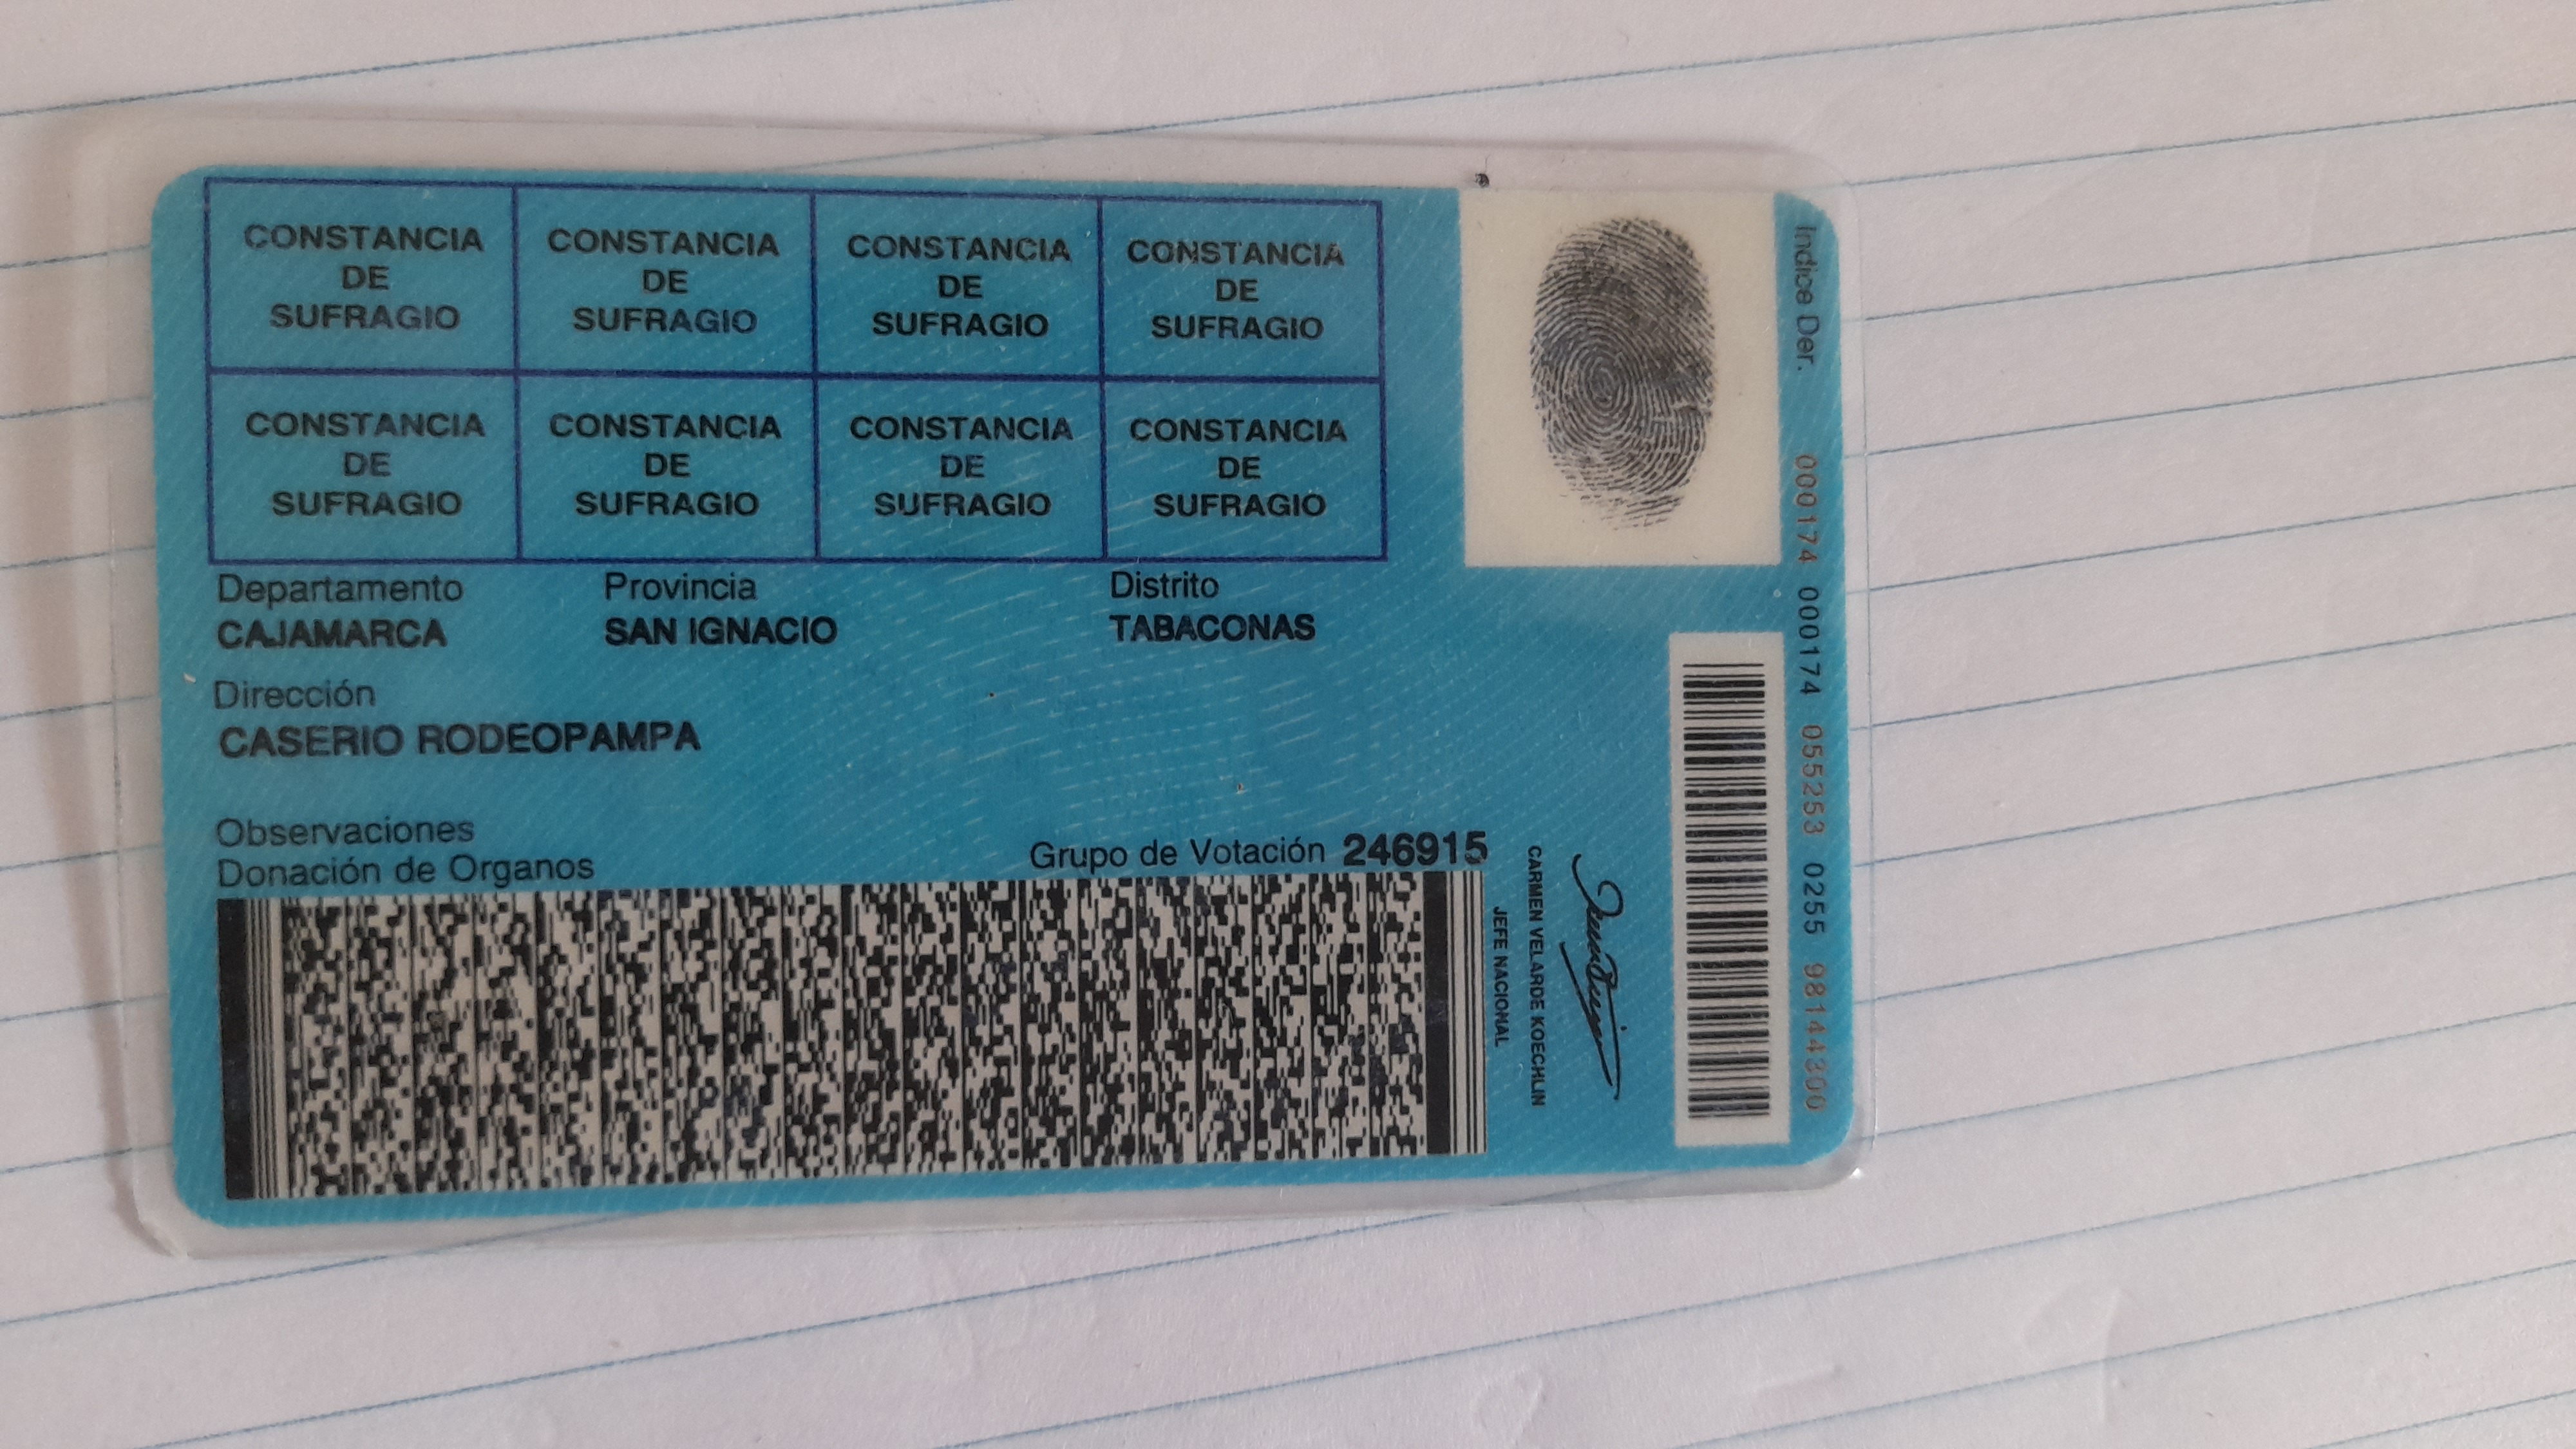 CONSTANCIA DE SUFRAGIO
CONSTANCIA DE SUFRAGIO
CONSTANCIA DE SUFRAGIO
CONSTANCIA DE SUFRAGIO
CONSTANCIA DE SUFRAGIO
CONSTANCIA DE SUFRAGIO
CONSTANCIA DE SUFRAGIO
CONSTANCIA DE SUFRAGIO
Departamento Provincia Distrito
CAJAMARCA SAN IGNACIO TABACONAS
Dirección
CASERIO RODEOPAMPA
Observaciones
Donación de Organos Grupo de Votación 246915
CARMEN VELARDE KOECHLIN
JEFE NACIONAL
Indice Der. 000174 000174 055253 0255 98144300